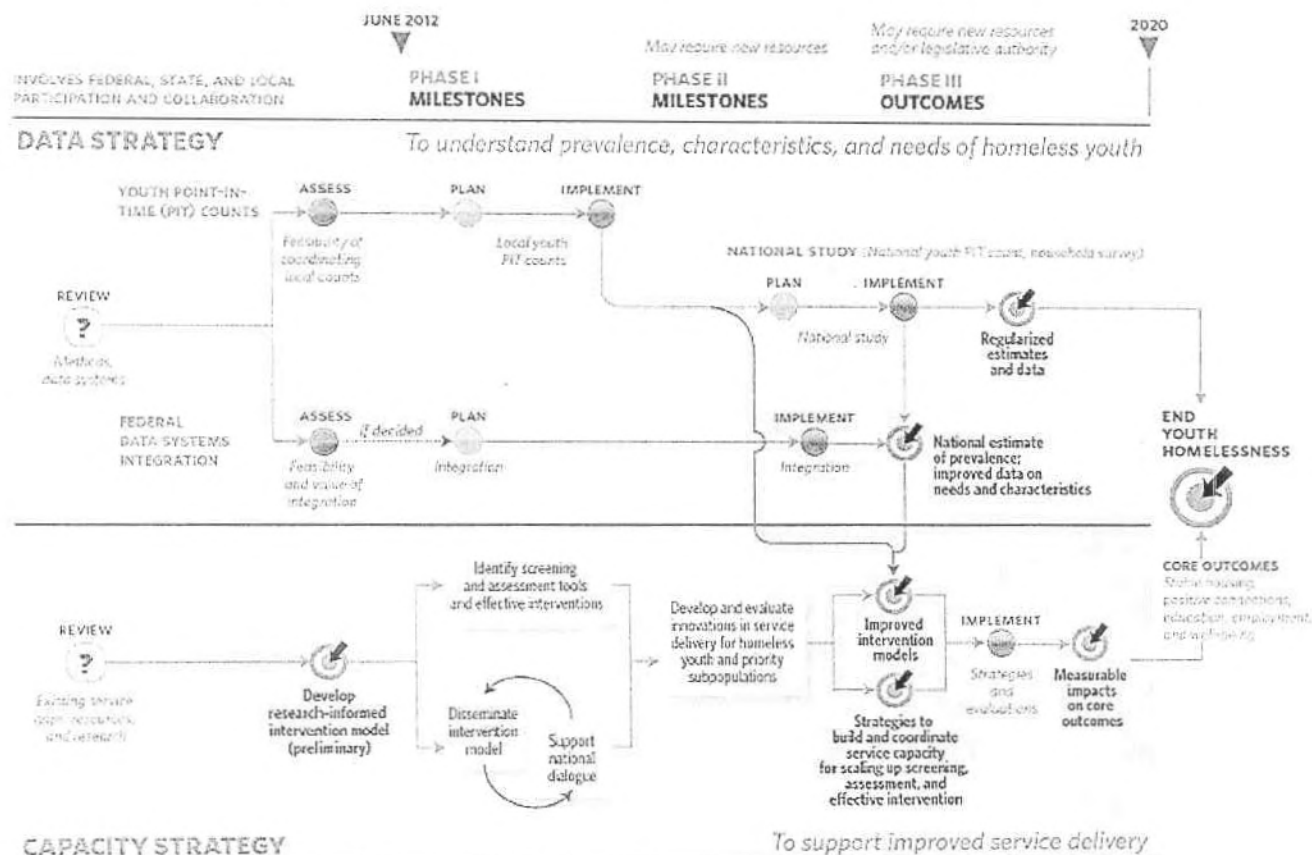 JUNE 2012
2020
May require new resources
May require new resources
and/or legislative authority
INVOLVES FEDERAL, STATE, AND LOCAL
PARTICIPATION AND COLLABORATION
PHASE I
MILESTONES
PHASE II
MILESTONES
PHASE III
OUTCOMES
DATA STRATEGY
To understand prevalence, characteristics, and needs of homeless youth
YOUTH POINT-IN-
TIME (PIT) COUNTS
ASSESS
Feasibility of
coordinating
local counts
PLAN
IMPLEMENT
Local youth
PIT counts
NATIONAL STUDY (National youth PIT count, household survey)
PLAN
IMPLEMENT
National study
Regularized
estimates
and data
REVIEW
?
Methods,
data systems
FEDERAL
DATA SYSTEMS
INTEGRATION
ASSESS
Feasibility
and value of
integration
If decided
PLAN
Integration
IMPLEMENT
Integration
National estimate
of prevalence;
improved data on
needs and characteristics
END
YOUTH
HOMELESSNESS
CORE OUTCOMES
Stable housing,
positive connections,
education, employment,
and well-being
REVIEW
?
Existing service
gaps, resources,
and research
Develop
research-informed
intervention model
(preliminary)
Identify screening
and assessment tools
and effective interventions
Disseminate
intervention
model
Support
national
dialogue
Develop and evaluate
innovations in service
delivery for homeless
youth and priority
subpopulations
Improved
intervention
models
Strategies to
build and coordinate
service capacity
for scaling up screening,
assessment, and
effective intervention
IMPLEMENT
Strategies
and
evaluations
Measurable
impacts
on core
outcomes
CAPACITY STRATEGY
To support improved service delivery